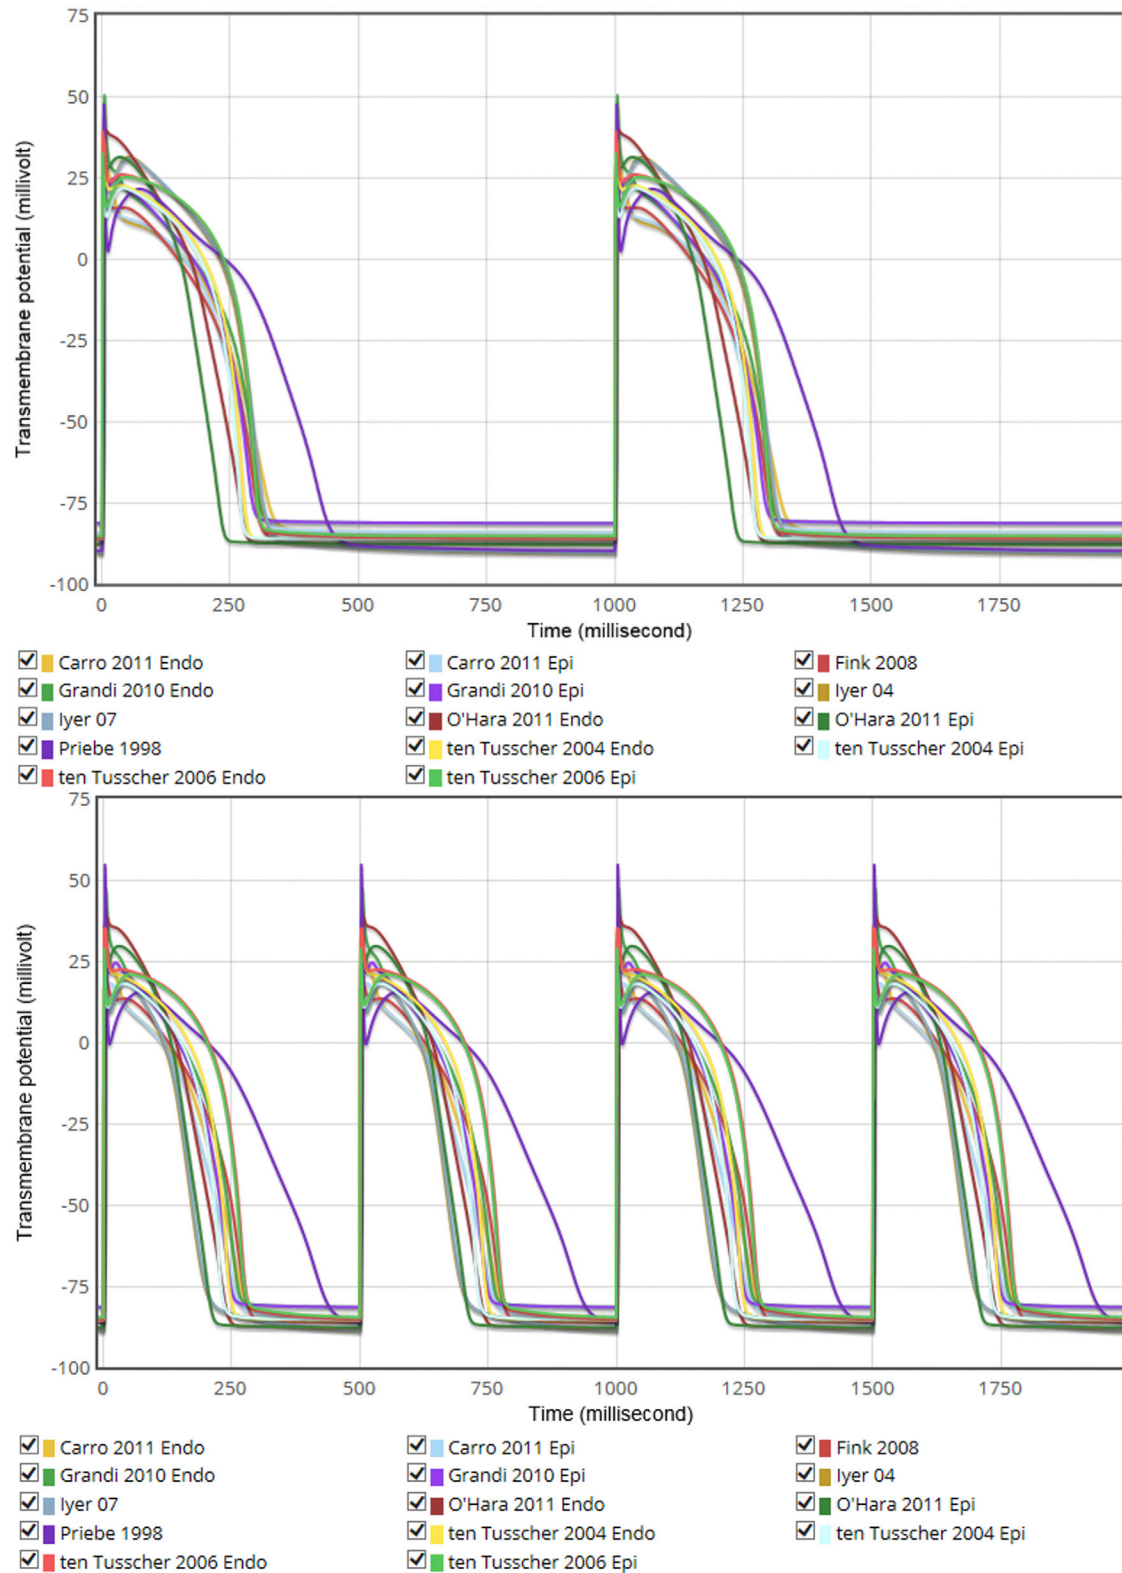 75
50
25
0
-25
-50
-75
-100
Transmembrane potential (millivolt)
0 250 500 750 1000 1250 1500 1750
Time (millisecond)
Carro 2011 Endo Carro 2011 Epi Fink 2008
Grandi 2010 Endo Grandi 2010 Epi Iyer 04
Iyer 07 O'Hara 2011 Endo O'Hara 2011 Epi
Priebe 1998 ten Tusscher 2004 Endo ten Tusscher 2004 Epi
ten Tusscher 2006 Endo ten Tusscher 2006 Epi
75
50
25
0
-25
-50
-75
-100
Transmembrane potential (millivolt)
0 250 500 750 1000 1250 1500 1750
Time (millisecond)
Carro 2011 Endo Carro 2011 Epi Fink 2008
Grandi 2010 Endo Grandi 2010 Epi Iyer 04
Iyer 07 O'Hara 2011 Endo O'Hara 2011 Epi
Priebe 1998 ten Tusscher 2004 Endo ten Tusscher 2004 Epi
ten Tusscher 2006 Endo ten Tusscher 2006 Epi